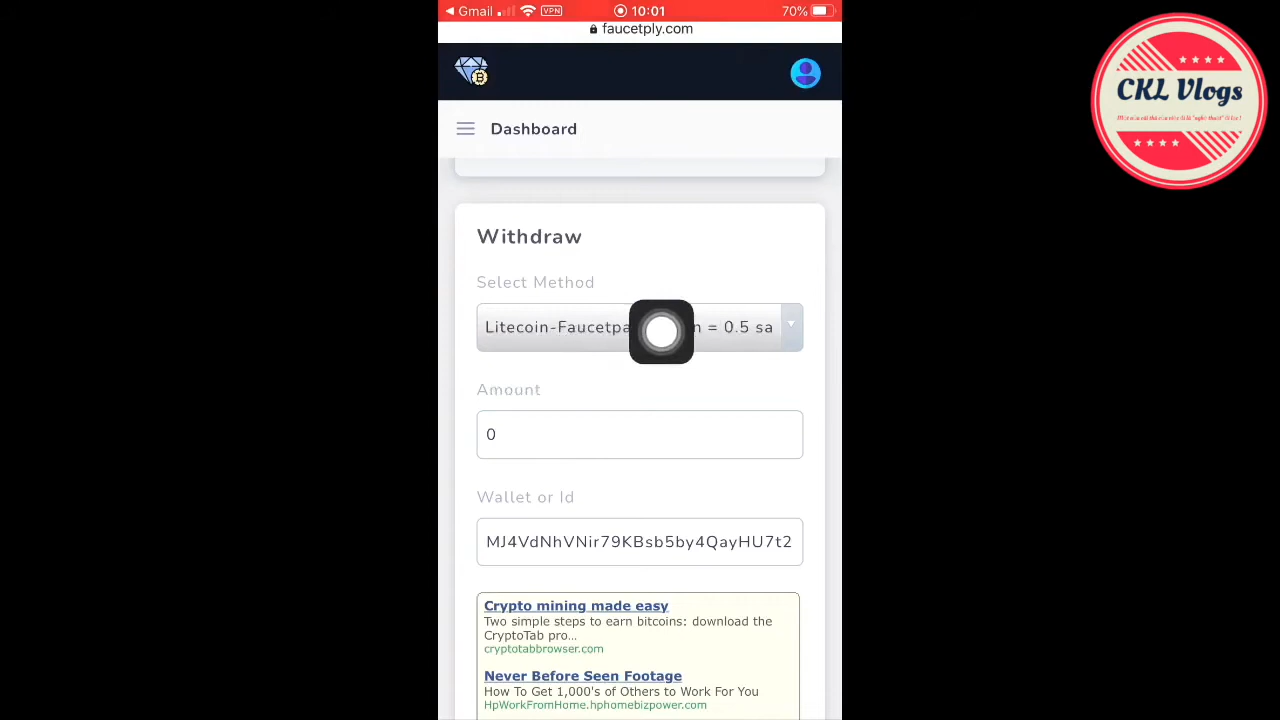 Gmail VPN 10:01 70%
faucetply.com
CKL Vlogs
Dashboard
Withdraw
Select Method
Litecoin-Faucetpa n = 0.5 sa
Amount
0
Wallet or Id
MJ4VdNhVNir79KBsb5by4QayHU7t2
Crypto mining made easy
Two simple steps to earn bitcoins: download the
CryptoTab pro...
cryptotabbrowser.com
Never Before Seen Footage
How To Get 1,000's of Others to Work For You
HpWorkFromHome.hphomebizpower.com